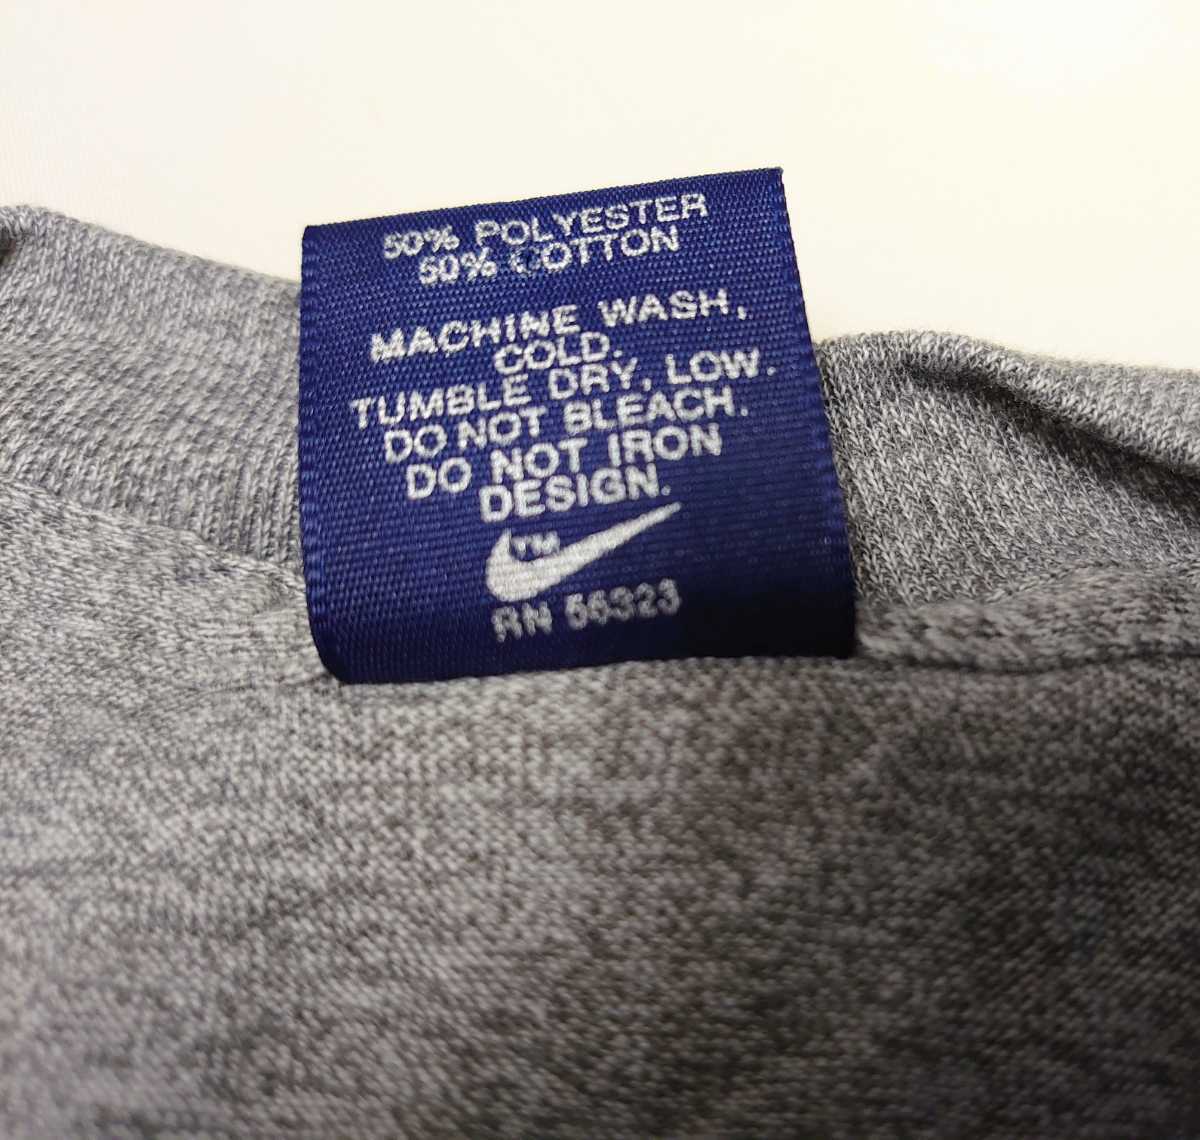 50% POLYESTER
50% COTTON
MACHINE WASH,
COLD.
TUMBLE DRY, LOW.
DO NOT BLEACH.
DO NOT IRON
DESIGN.
TM
RN 56323